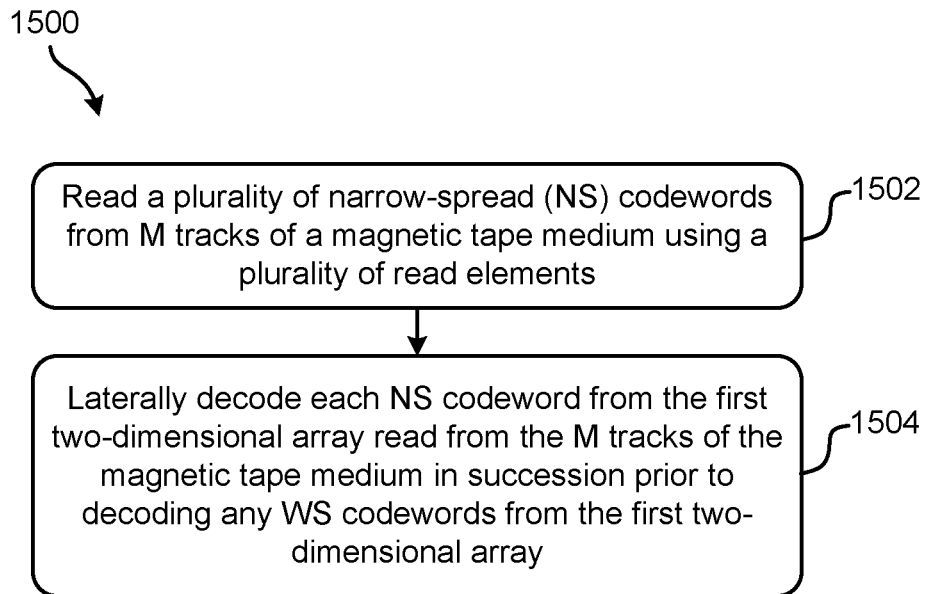 1500
Read a plurality of narrow-spread (NS) codewords
from M tracks of a magnetic tape medium using a
plurality of read elements
1502
Laterally decode each NS codeword from the first
two-dimensional array read from the M tracks of the
magnetic tape medium in succession prior to
decoding any WS codewords from the first two-
dimensional array
1504